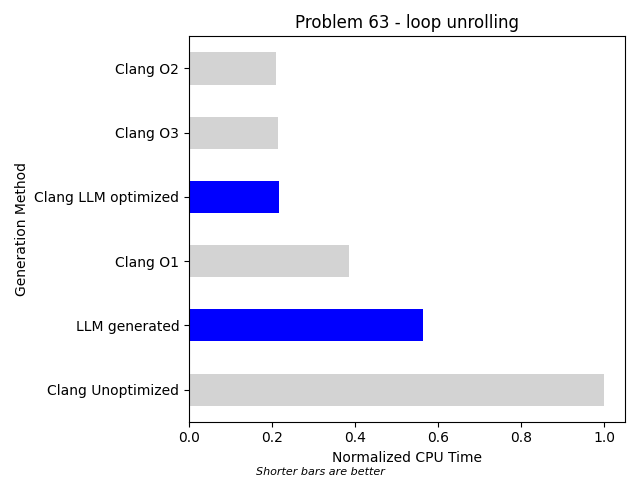 Problem 63 - loop unrolling
Clang O2
Clang O3
Clang LLM optimized
Clang O1
LLM generated
Clang Unoptimized
Generation Method
0.0 0.2 0.4 0.6 0.8 1.0
Normalized CPU Time
Shorter bars are better